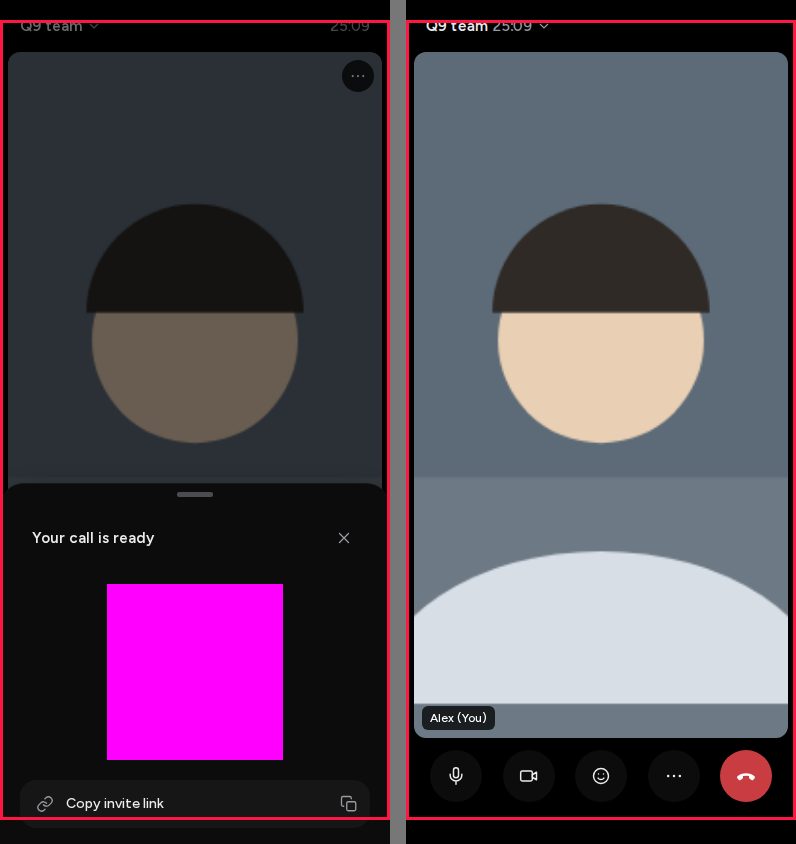 Q9 team 25:09
Your call is ready
Copy invite link
Q9 team 25:09
Alex (You)